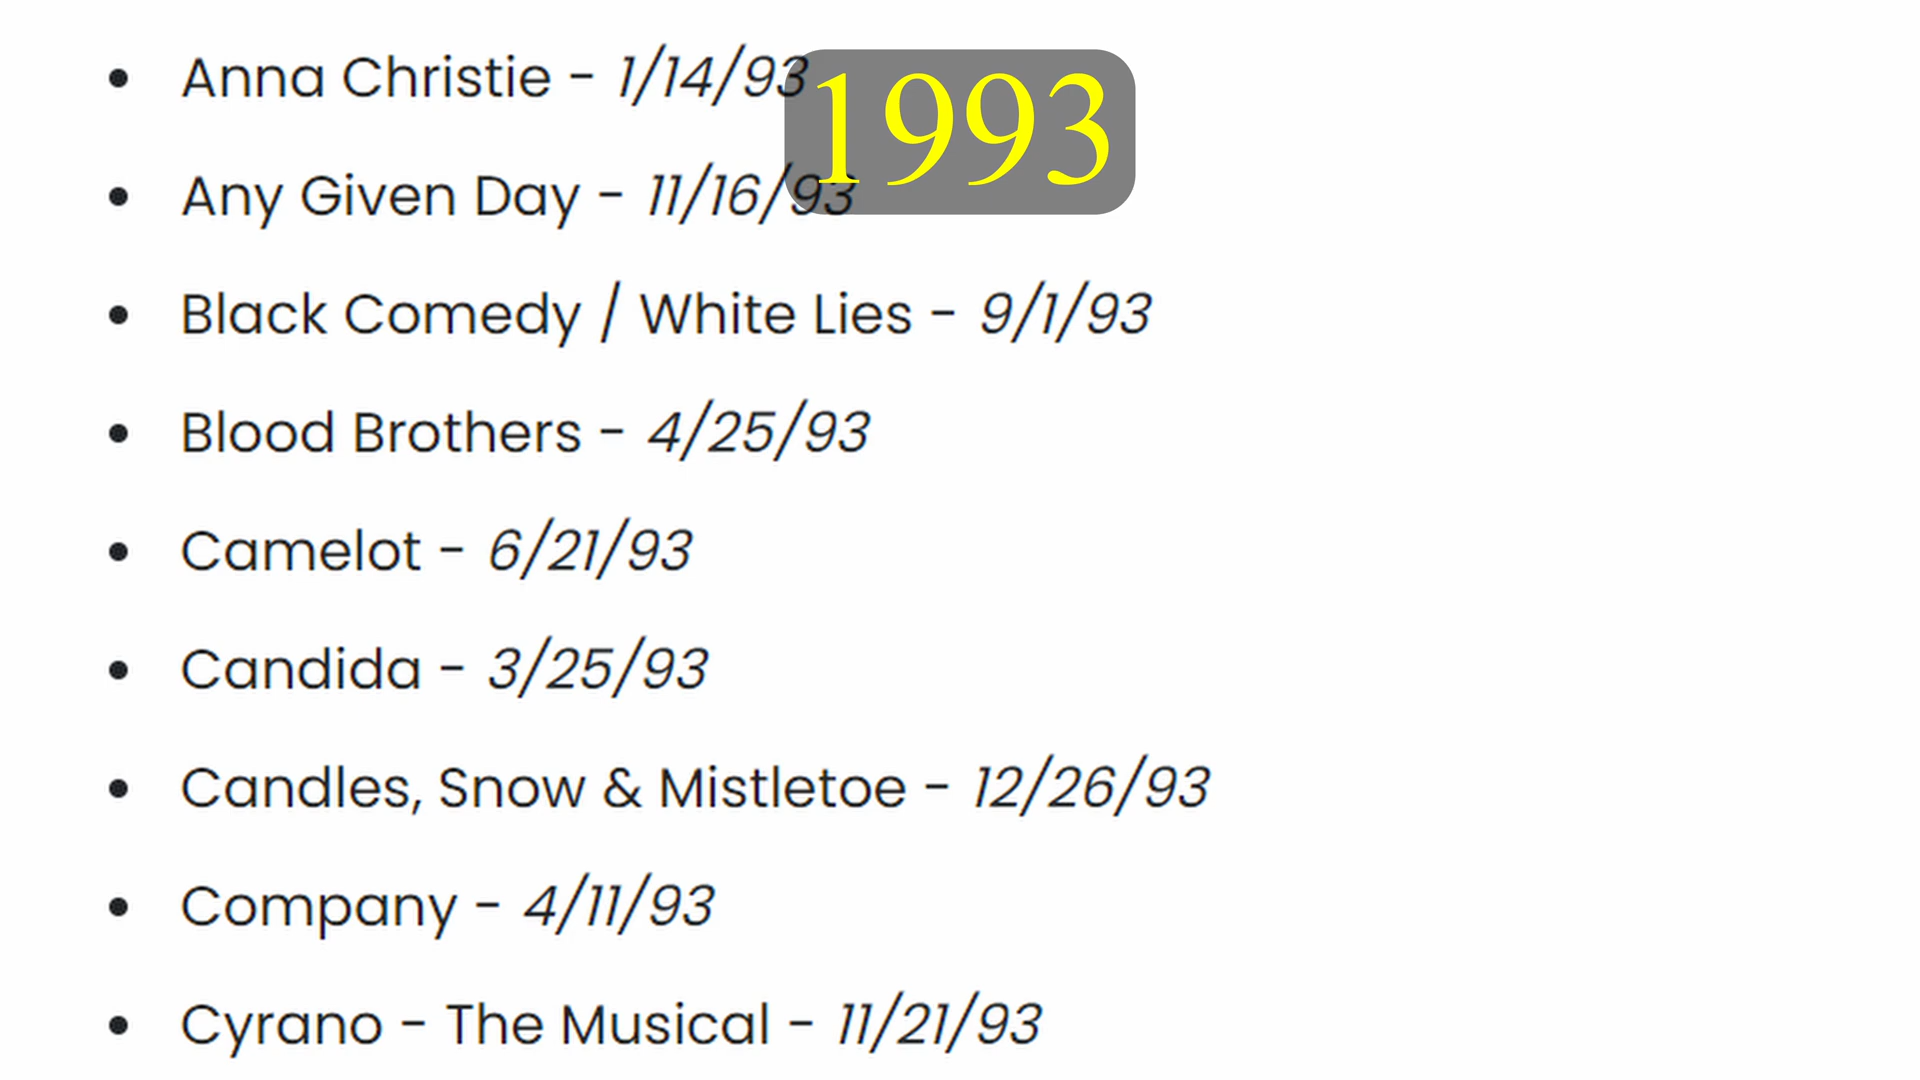 Anna Christie - 1/14/93
1993
Any Given Day - 11/16/93
Black Comedy / White Lies - 9/1/93
Blood Brothers - 4/25/93
Camelot - 6/21/93
Candida - 3/25/93
Candles, Snow & Mistletoe - 12/26/93
Company - 4/11/93
Cyrano - The Musical - 11/21/93